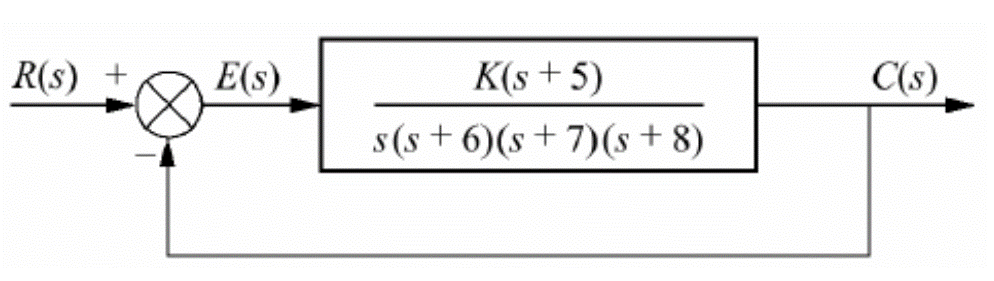 R(s) + E(s) K(s + 5) C(s)
s(s + 6)(s + 7)(s + 8)
−